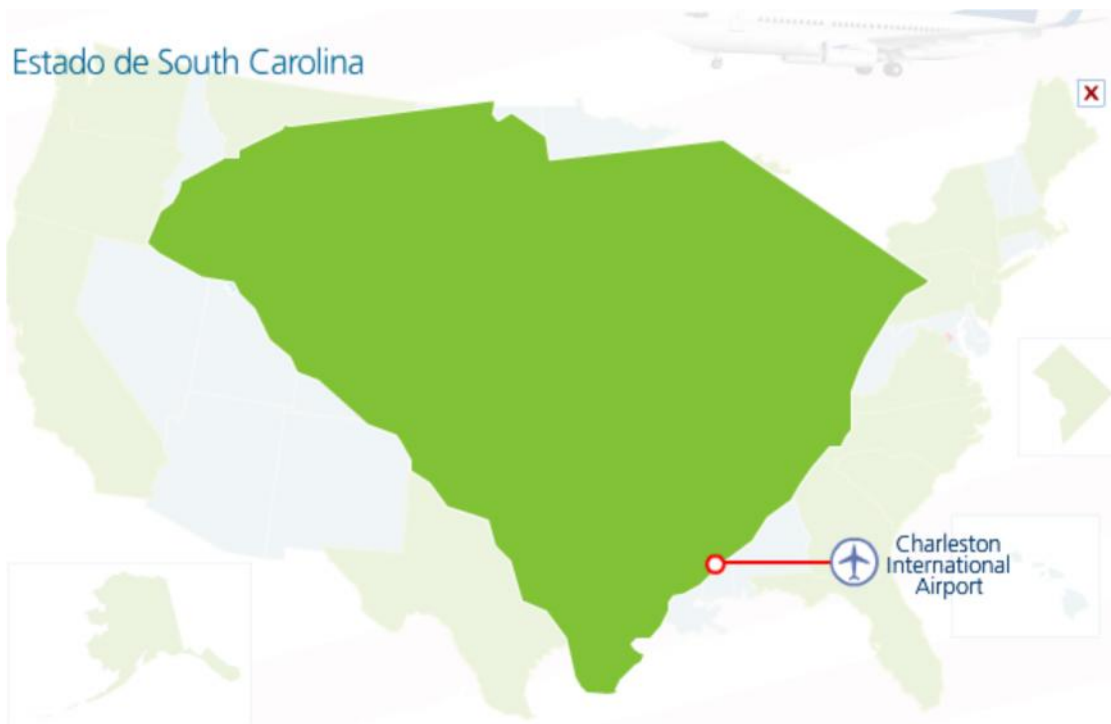 Estado de South Carolina
X
Charleston
International
Airport